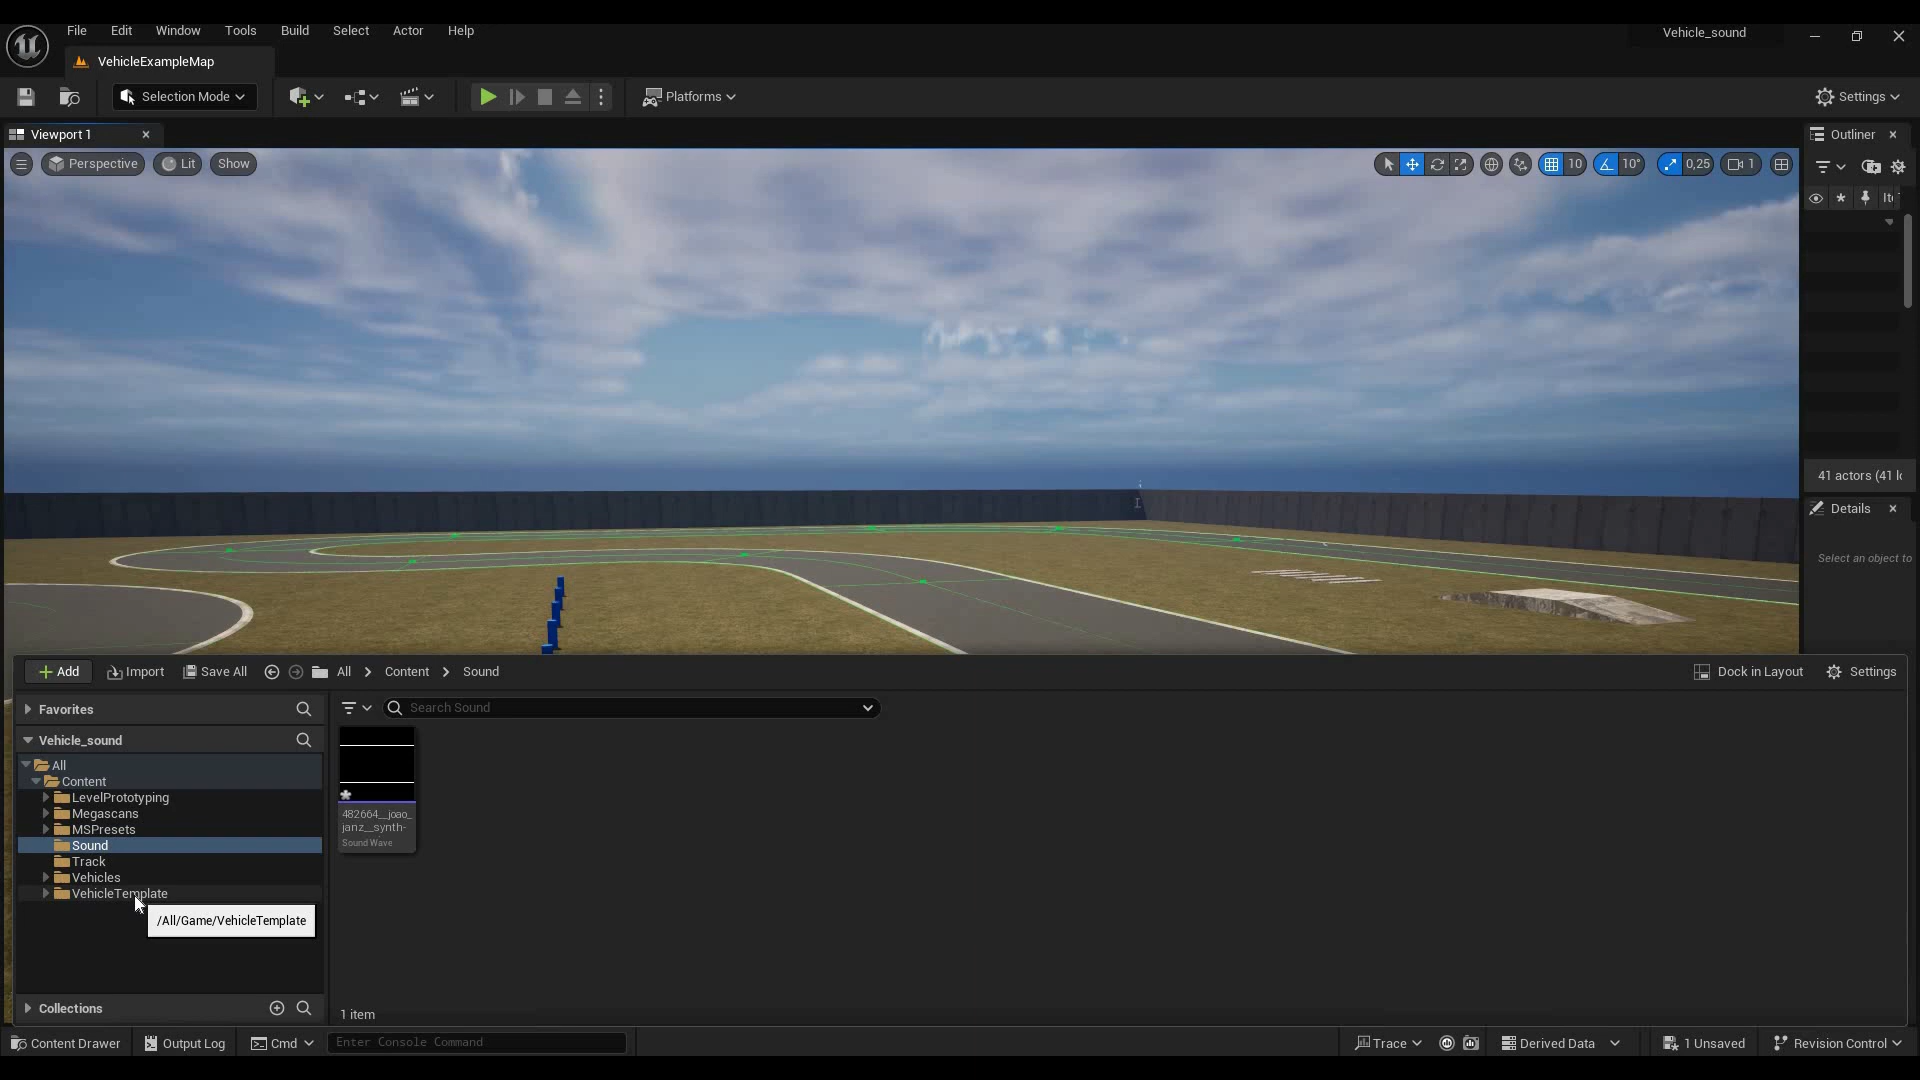 File Edit Window Tools Build Select Actor Help
Vehicle_sound
VehicleExampleMap
Selection Mode
Platforms
Settings
Viewport 1
Outliner
Perspective Lit Show
10 10° 0,25 1
41 actors (41 l
Details
Select an object to
Add Import Save All All > Content > Sound
Dock in Layout Settings
Favorites
Search Sound
Vehicle_sound
All
Content
LevelPrototyping
Megascans
MSPresets
Sound
Track
Vehicles
VehicleTemplate
/All/Game/VehicleTemplate
482664__joao_
janz__synth-
Sound Wave
Collections
1 item
Content Drawer Output Log Cmd Enter Console Command
Trace Derived Data 1 Unsaved Revision Control